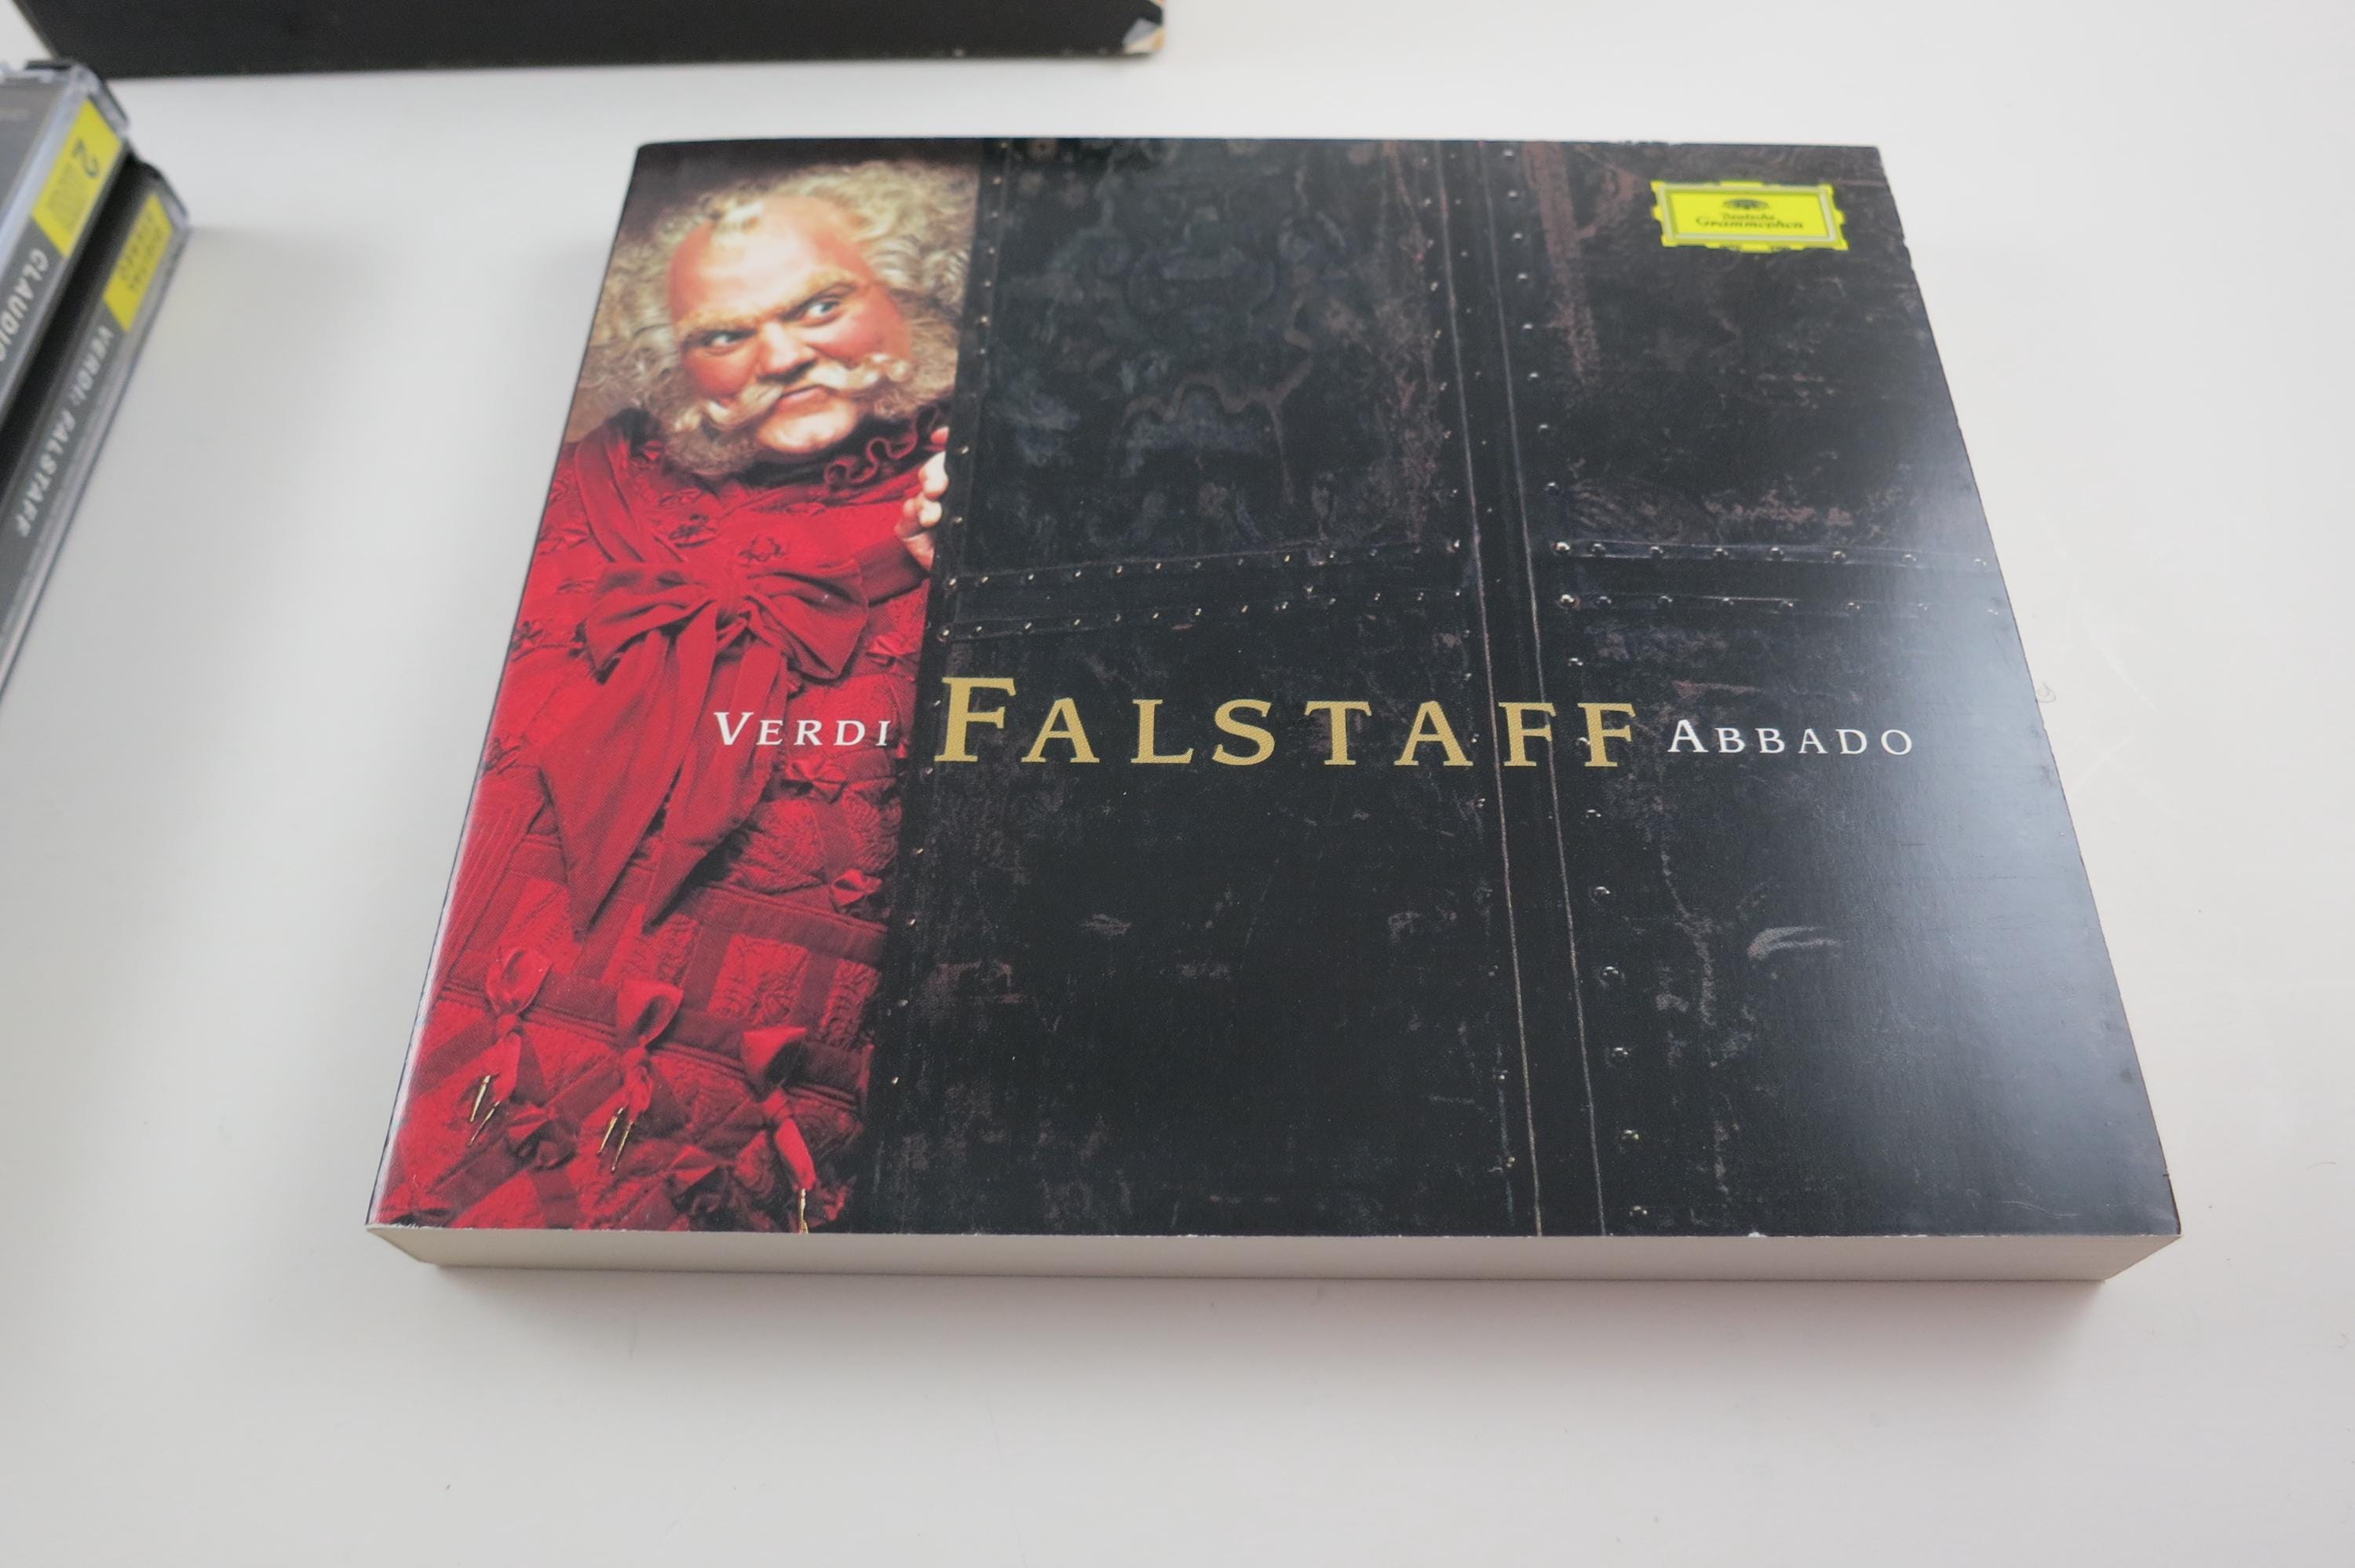 Deutsche
Grammophon
VERDI FALSTAFF ABBADO
2
CLAUDIO
VERDI: FALSTAFF